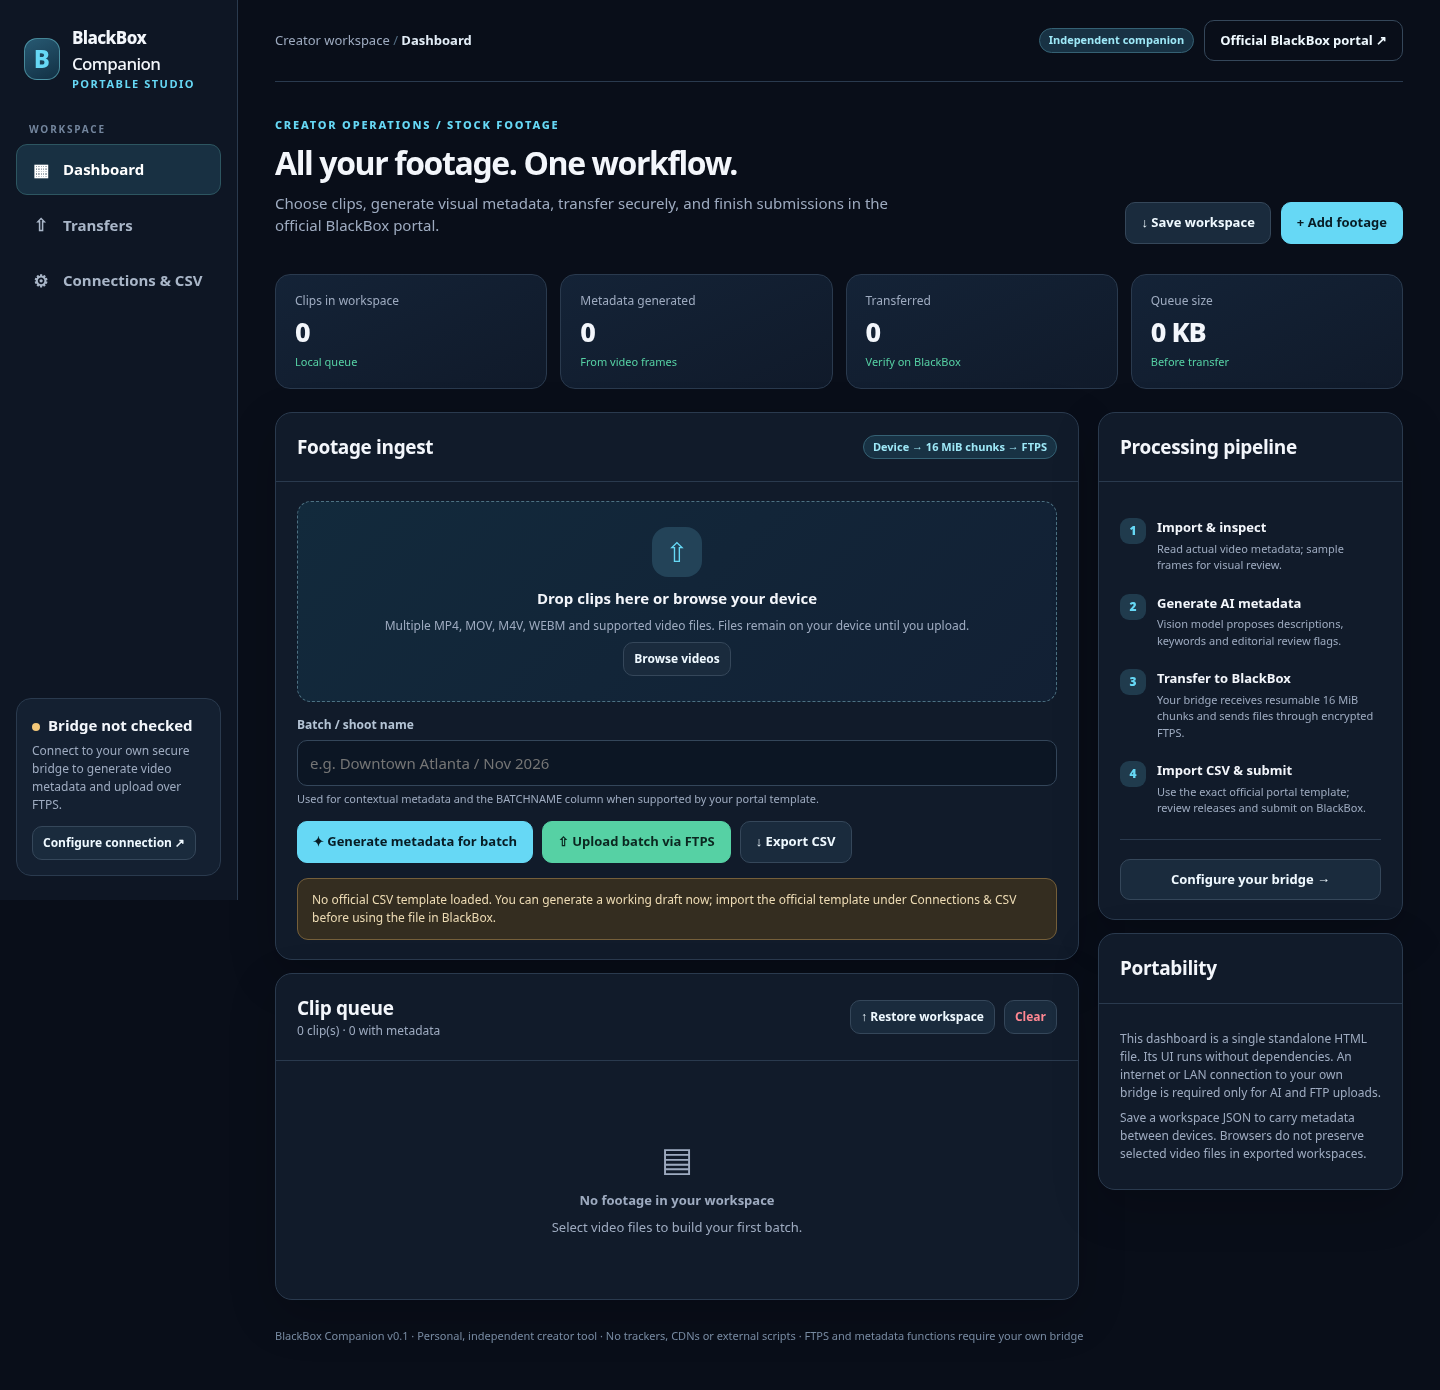 B
BlackBox
Companion
PORTABLE STUDIO
WORKSPACE
Dashboard
Transfers
Connections & CSV
Bridge not checked
Connect to your own secure
bridge to generate video
metadata and upload over
FTPS.
Configure connection ↗
Creator workspace / Dashboard
Independent companion
Official BlackBox portal ↗
CREATOR OPERATIONS / STOCK FOOTAGE
All your footage. One workflow.
Choose clips, generate visual metadata, transfer securely, and finish submissions in the
official BlackBox portal.
↓ Save workspace
+ Add footage
Clips in workspace
0
Local queue
Metadata generated
0
From video frames
Transferred
0
Verify on BlackBox
Queue size
0 KB
Before transfer
Footage ingest
Device → 16 MiB chunks → FTPS
Drop clips here or browse your device
Multiple MP4, MOV, M4V, WEBM and supported video files. Files remain on your device until you upload.
Browse videos
Batch / shoot name
e.g. Downtown Atlanta / Nov 2026
Used for contextual metadata and the BATCHNAME column when supported by your portal template.
✦ Generate metadata for batch
⇧ Upload batch via FTPS
↓ Export CSV
No official CSV template loaded. You can generate a working draft now; import the official template under Connections & CSV
before using the file in BlackBox.
Clip queue
0 clip(s) · 0 with metadata
↑ Restore workspace
Clear
No footage in your workspace
Select video files to build your first batch.
Processing pipeline
1
Import & inspect
Read actual video metadata; sample
frames for visual review.
2
Generate AI metadata
Vision model proposes descriptions,
keywords and editorial review flags.
3
Transfer to BlackBox
Your bridge receives resumable 16 MiB
chunks and sends files through encrypted
FTPS.
4
Import CSV & submit
Use the exact official portal template;
review releases and submit on BlackBox.
Configure your bridge →
Portability
This dashboard is a single standalone HTML
file. Its UI runs without dependencies. An
internet or LAN connection to your own
bridge is required only for AI and FTP uploads.
Save a workspace JSON to carry metadata
between devices. Browsers do not preserve
selected video files in exported workspaces.
BlackBox Companion v0.1 · Personal, independent creator tool · No trackers, CDNs or external scripts · FTPS and metadata functions require your own bridge